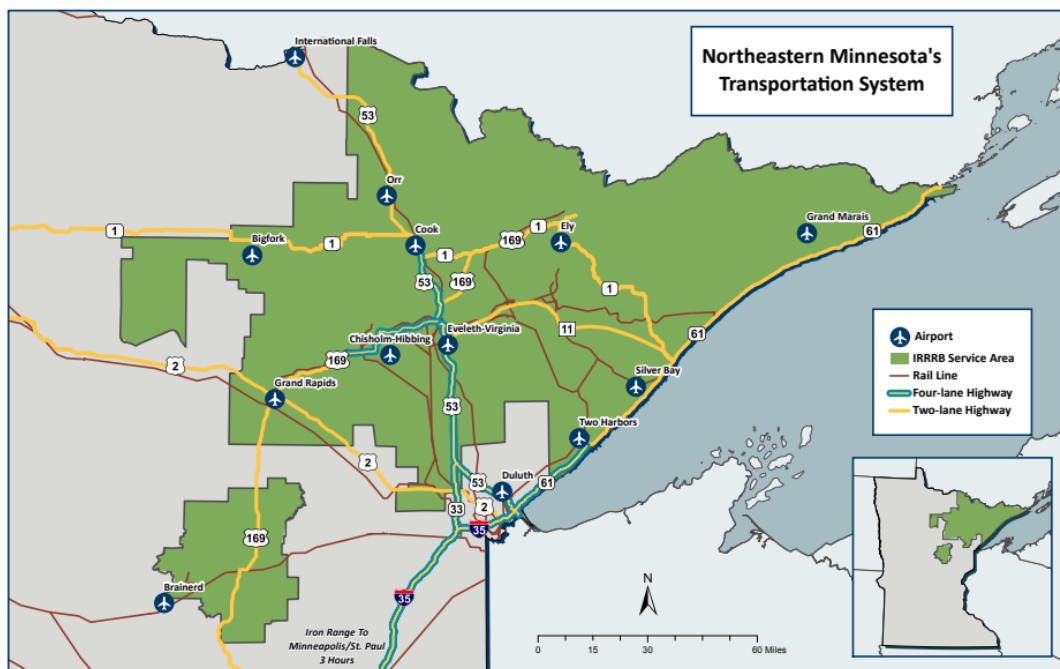 Northeastern Minnesota's
Transportation System
International Falls
53
Orr
Cook
Ely
Grand Marais
61
1
Bigfork
1
1
169
1
53
169
1
Eveleth-Virginia
11
61
Chisholm-Hibbing
169
2
Grand Rapids
Silver Bay
53
Two Harbors
2
Duluth
53
61
2
33
35
169
Brainerd
35
Iron Range To
Minneapolis/St. Paul
3 Hours
Airport
IRRRB Service Area
Rail Line
Four-lane Highway
Two-lane Highway
N
0 15 30 60 Miles